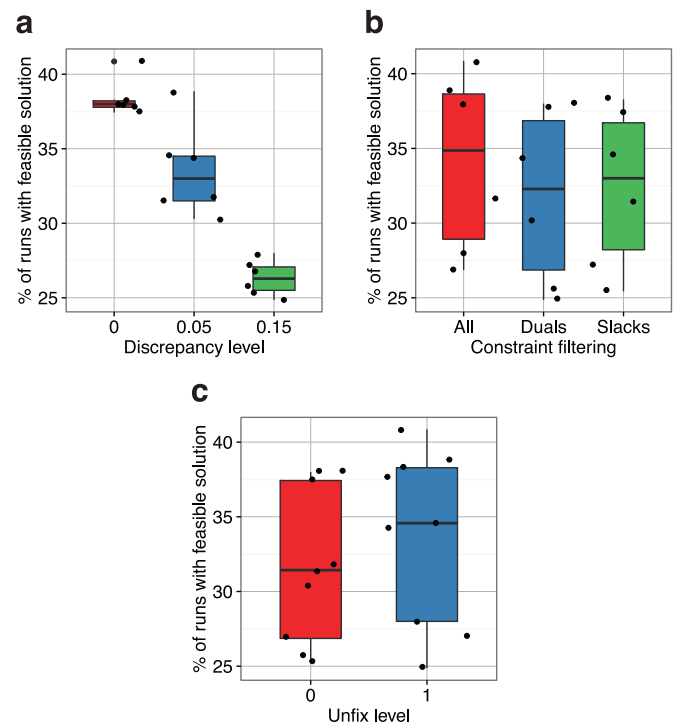 a
% of runs with feasible solution
40
35
30
25
0 0.05 0.15
Discrepancy level
b
% of runs with feasible solution
40
35
30
25
All Duals Slacks
Constraint filtering
c
% of runs with feasible solution
40
35
30
25
0 1
Unfix level